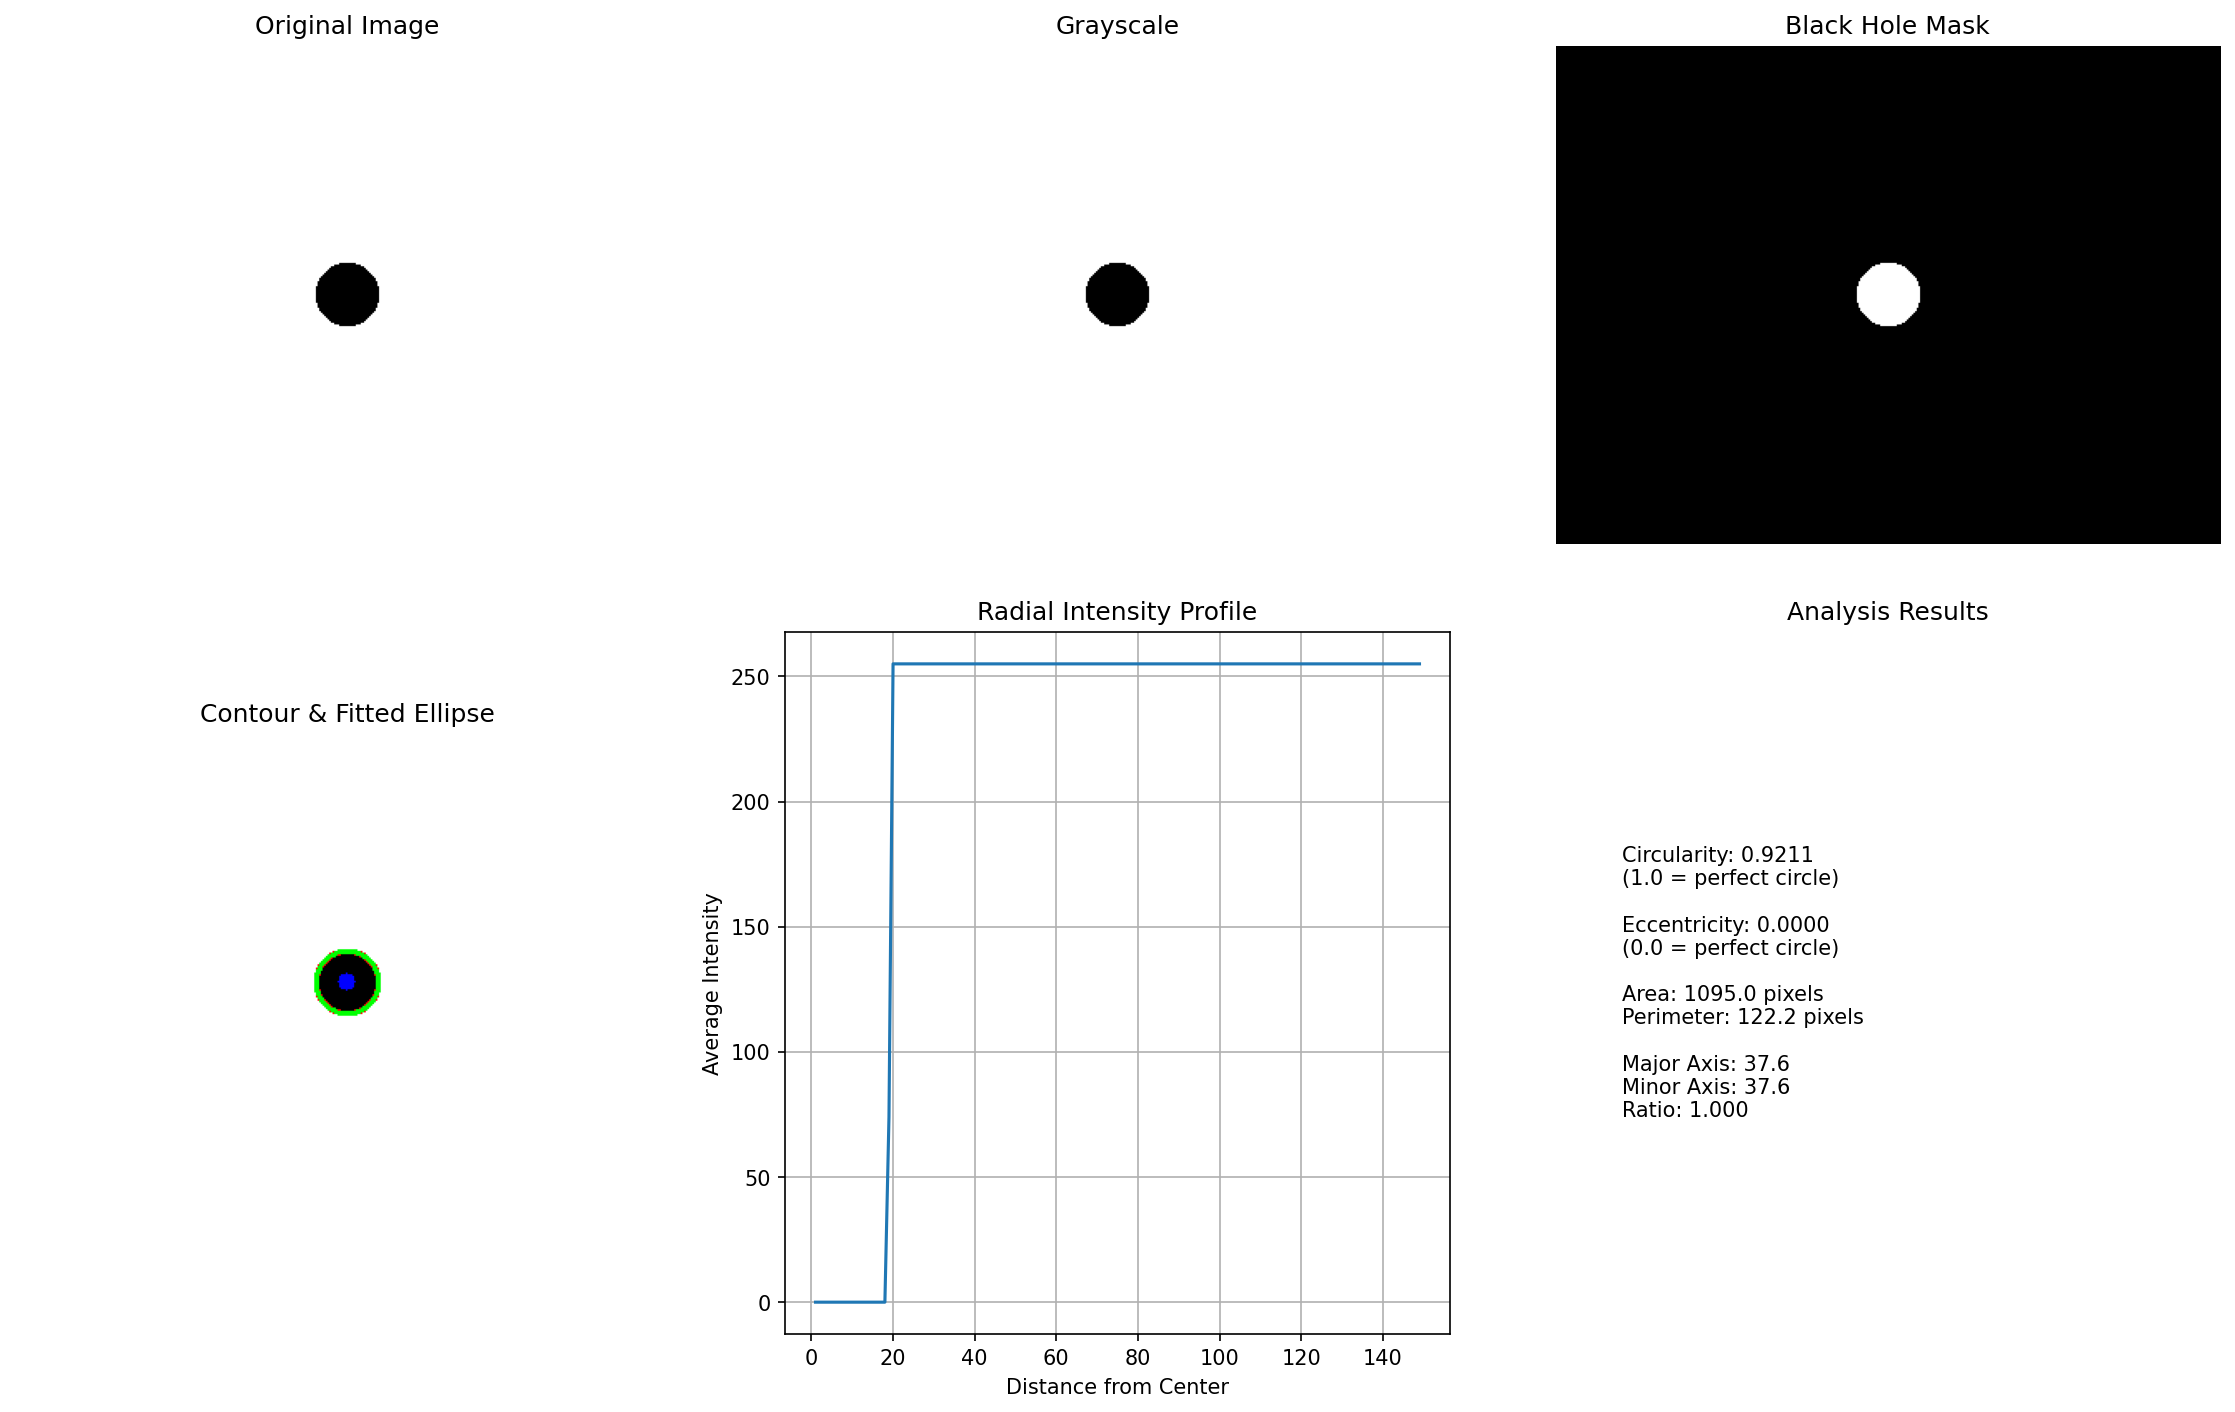 Original Image
Grayscale
Black Hole Mask
Contour & Fitted Ellipse
Radial Intensity Profile
250
200
150
100
50
0
Average Intensity
0 20 40 60 80 100 120 140
Distance from Center
Analysis Results
Circularity: 0.9211
(1.0 = perfect circle)
Eccentricity: 0.0000
(0.0 = perfect circle)
Area: 1095.0 pixels
Perimeter: 122.2 pixels
Major Axis: 37.6
Minor Axis: 37.6
Ratio: 1.000